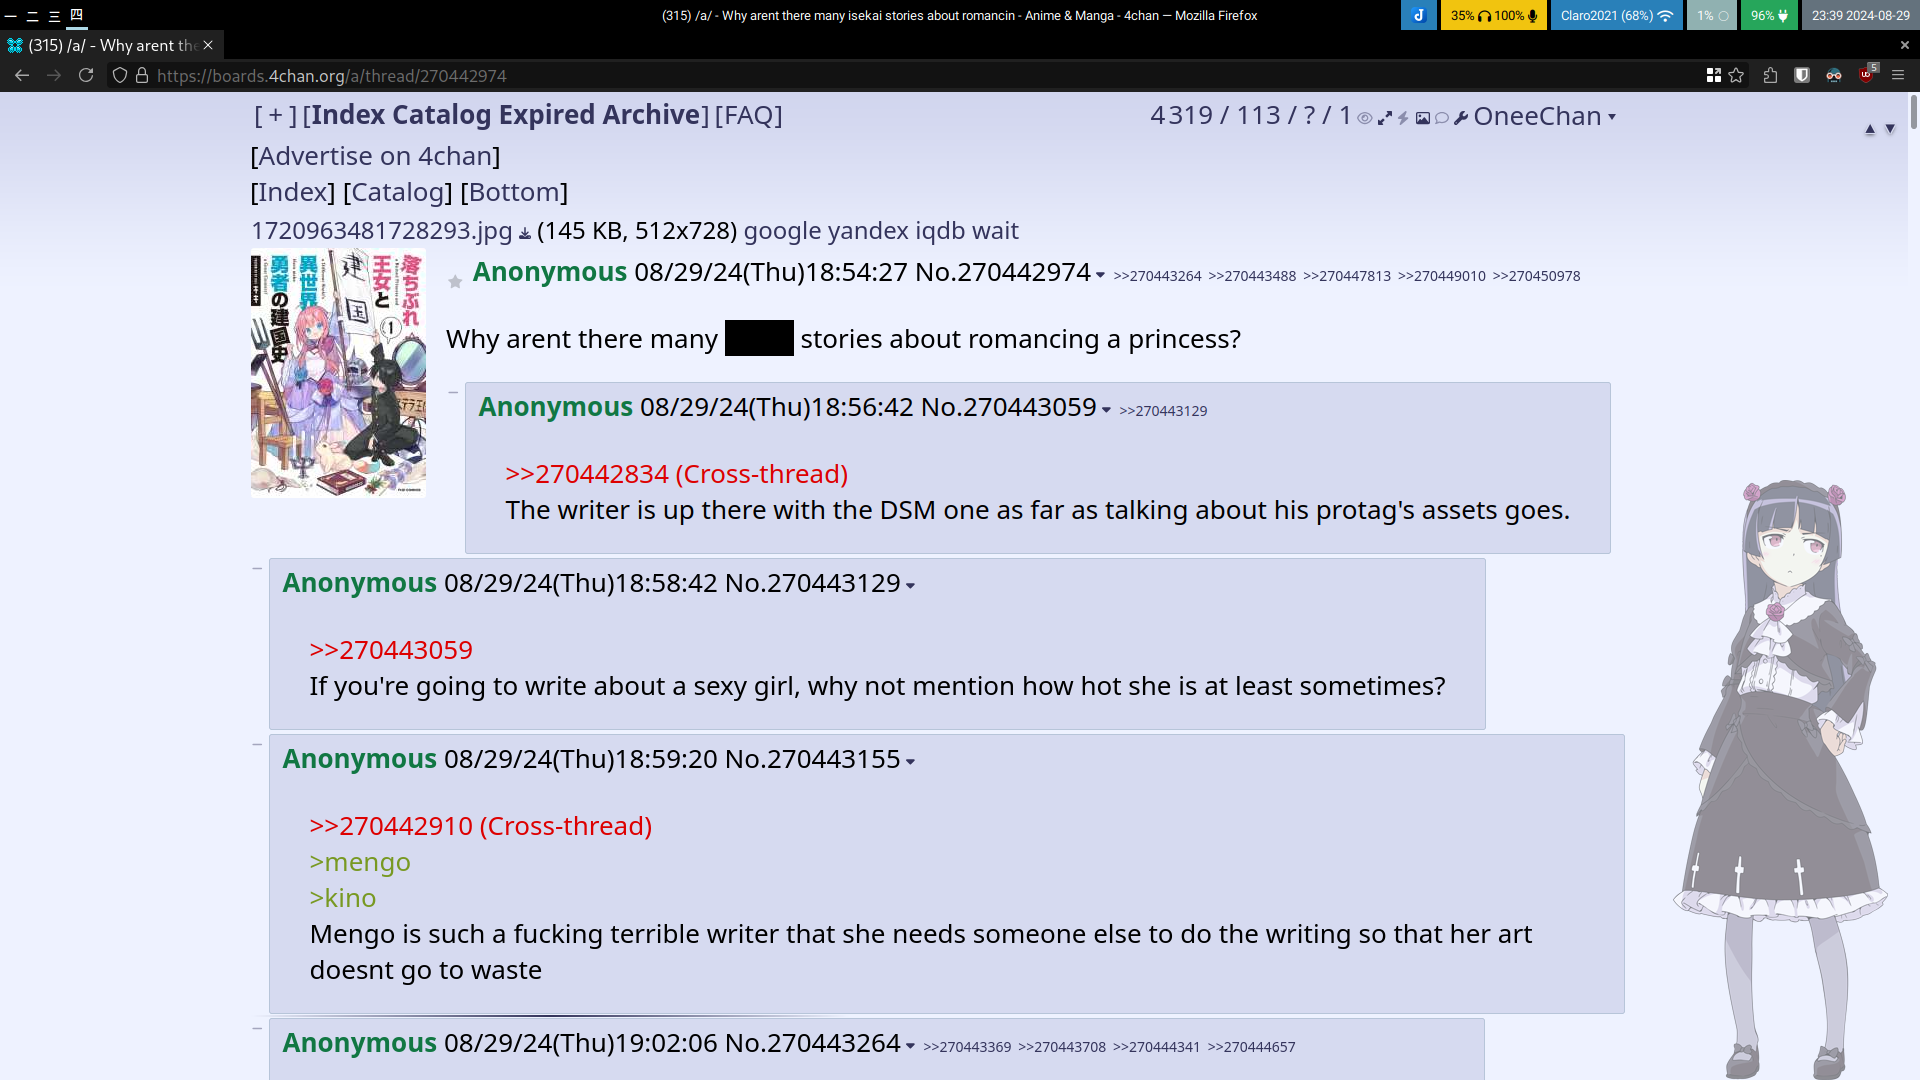 一 二 三 四
(315) /a/ - Why arent there many isekai stories about romancin - Anime & Manga - 4chan — Mozilla Firefox
35% 100%
Claro2021 (68%)
1%
96%
23:39 2024-08-29
(315) /a/ - Why arent the
https://boards.4chan.org/a/thread/270442974
5
[ + ] [Index Catalog Expired Archive] [FAQ]
4 319 / 113 / ? / 1 OneeChan
[Advertise on 4chan]
[Index] [Catalog] [Bottom]
1720963481728293.jpg (145 KB, 512x728) google yandex iqdb wait
落ちぶれ
王女と
異世界
勇者の建国史
建国
1
Anonymous 08/29/24(Thu)18:54:27 No.270442974 >>270443264 >>270443488 >>270447813 >>270449010 >>270450978
Why arent there many stories about romancing a princess?
Anonymous 08/29/24(Thu)18:56:42 No.270443059 >>270443129
>>270442834 (Cross-thread)
The writer is up there with the DSM one as far as talking about his protag's assets goes.
Anonymous 08/29/24(Thu)18:58:42 No.270443129
>>270443059
If you're going to write about a sexy girl, why not mention how hot she is at least sometimes?
Anonymous 08/29/24(Thu)18:59:20 No.270443155
>>270442910 (Cross-thread)
>mengo
>kino
Mengo is such a fucking terrible writer that she needs someone else to do the writing so that her art
doesnt go to waste
Anonymous 08/29/24(Thu)19:02:06 No.270443264 >>270443369 >>270443708 >>270444341 >>270444657